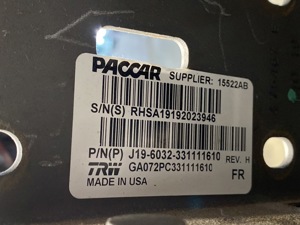 PACCAR SUPPLIER: 15522AB
S/N(S) RHSA19192023946
P/N(P) J19-6032-331111610 REV. H
TRW GA072PC331111610 FR
MADE IN USA